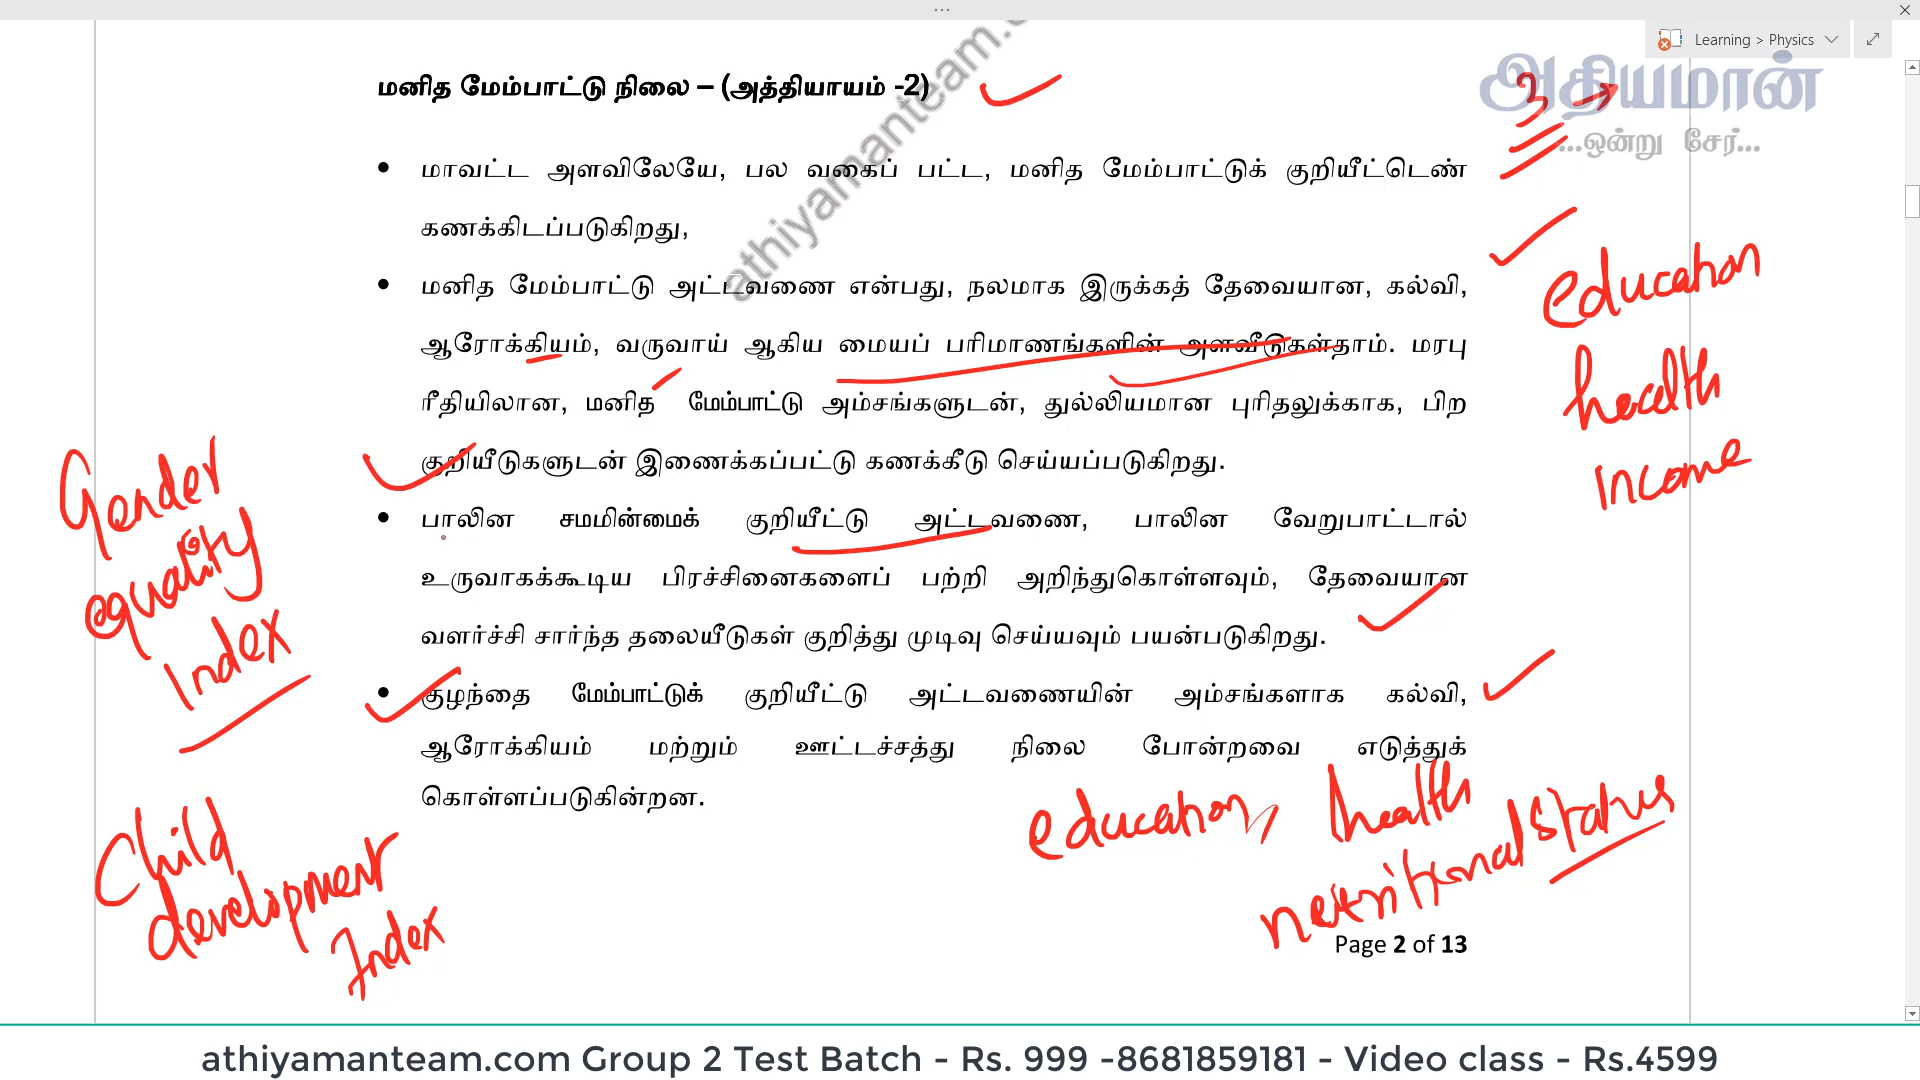 Learning > Physics
அதியமான்
...ஒன்று சேர்...
3
athiyamanteam.co
மனித மேம்பாட்டு நிலை – (அத்தியாயம் -2)
• மாவட்ட அளவிலேயே, பல வகைப் பட்ட, மனித மேம்பாட்டுக் குறியீட்டெண்
கணக்கிடப்படுகிறது,
• மனித மேம்பாட்டு அட்டவணை என்பது, நலமாக இருக்கத் தேவையான, கல்வி,
ஆரோக்கியம், வருவாய் ஆகிய மையப் பரிமாணங்களின் அளவீடுகள்தாம். மரபு
ரீதியிலான, மனித மேம்பாட்டு அம்சங்களுடன், துல்லியமான புரிதலுக்காக, பிற
குறியீடுகளுடன் இணைக்கப்பட்டு கணக்கீடு செய்யப்படுகிறது.
• பாலின சமமின்மைக் குறியீட்டு அட்டவணை, பாலின வேறுபாட்டால்
உருவாகக்கூடிய பிரச்சினைகளைப் பற்றி அறிந்துகொள்ளவும், தேவையான
வளர்ச்சி சார்ந்த தலையீடுகள் குறித்து முடிவு செய்யவும் பயன்படுகிறது.
• குழந்தை மேம்பாட்டுக் குறியீட்டு அட்டவணையின் அம்சங்களாக கல்வி,
ஆரோக்கியம் மற்றும் ஊட்டச்சத்து நிலை போன்றவை எடுத்துக்
கொள்ளப்படுகின்றன.
education
health
income
Gender
equality
Index
Child
development
Index
education, health
nutritional status
Page 2 of 13
athiyamanteam.com Group 2 Test Batch - Rs. 999 -8681859181 - Video class - Rs.4599